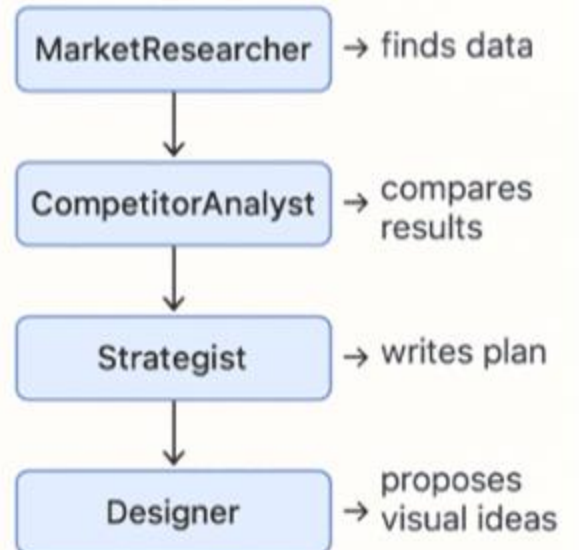 MarketResearcher → finds data
CompetitorAnalyst → compares
results
Strategist → writes plan
Designer → proposes
visual ideas